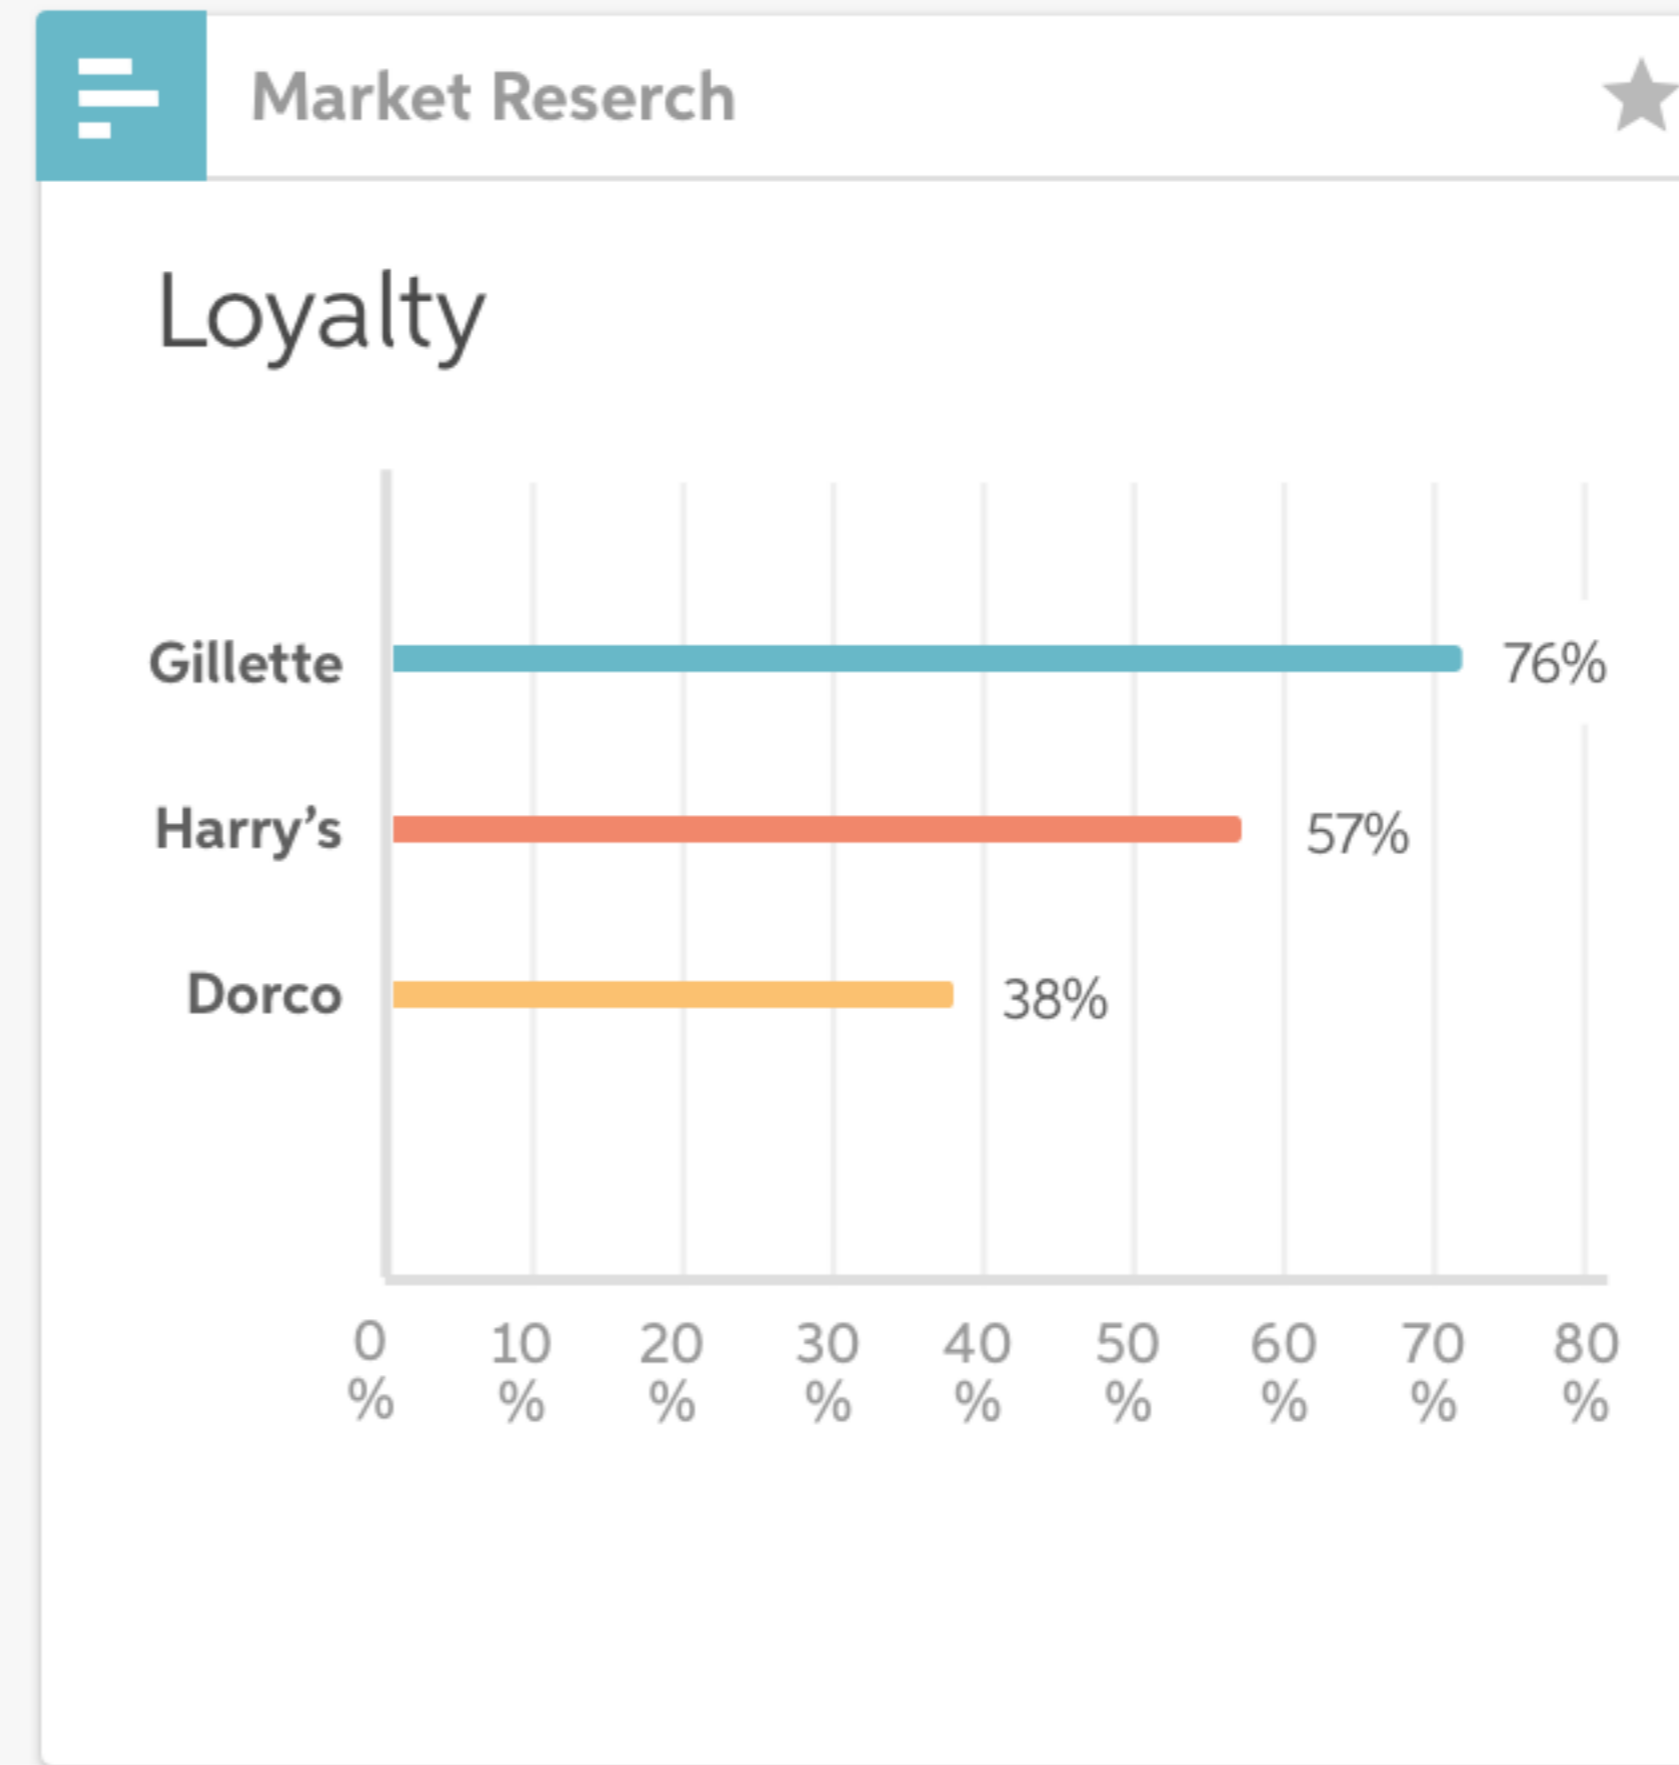 Market Reserch
Loyalty
Gillette 76%
Harry’s 57%
Dorco 38%
0 10 20 30 40 50 60 70 80
% % % % % % % % %